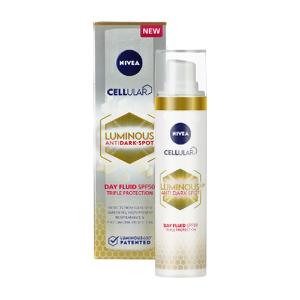 NEW
NIVEA
CELLULAR
LUMINOUS
ANTI DARK-SPOT
DAY FLUID SPF50
TRIPLE PROTECTION
LUMINOUS630
PATENTED
NIVEA
CELLULAR
LUMINOUS
ANTI DARK-SPOT
DAY FLUID SPF50
TRIPLE PROTECTION